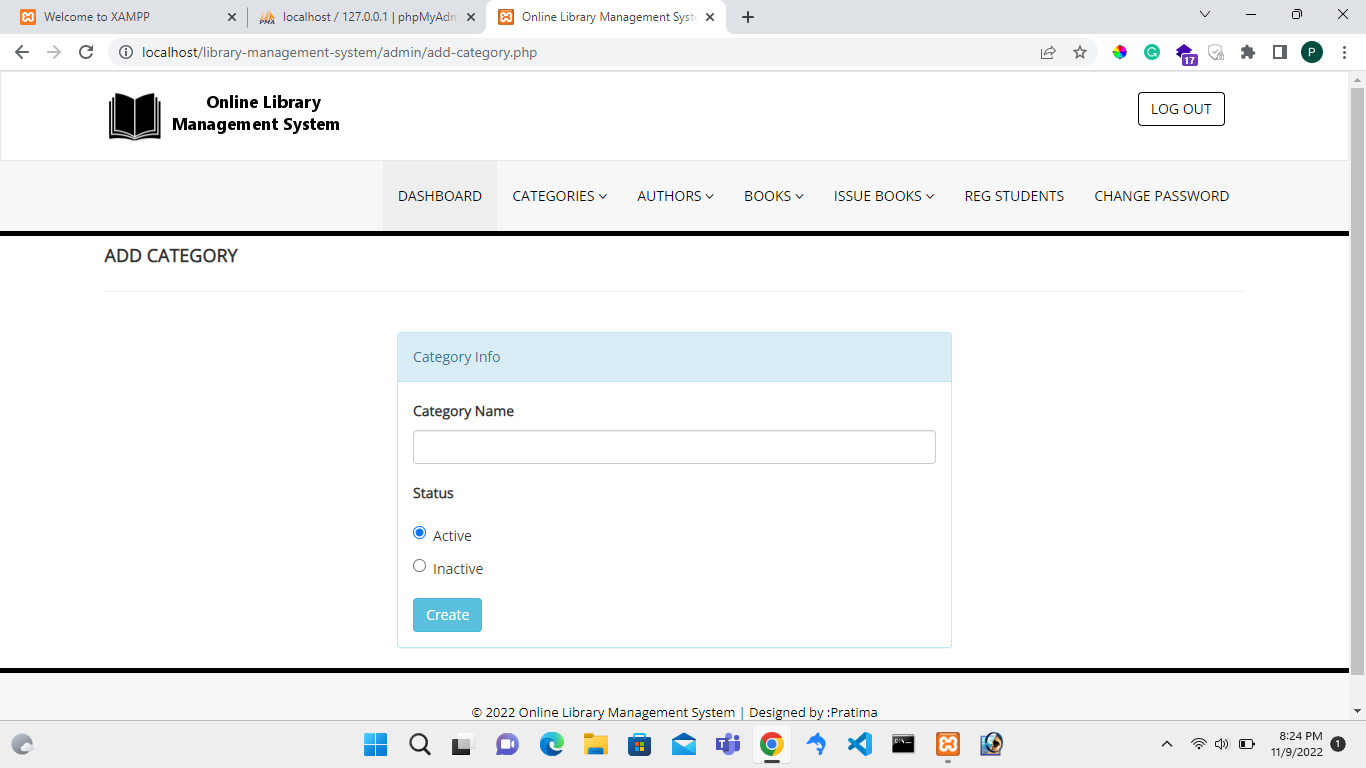 Welcome to XAMPP
localhost / 127.0.0.1 | phpMyAdm
Online Library Management Syst
localhost/library-management-system/admin/add-category.php
17
P
Online Library
Management System
LOG OUT
DASHBOARD
CATEGORIES
AUTHORS
BOOKS
ISSUE BOOKS
REG STUDENTS
CHANGE PASSWORD
ADD CATEGORY
Category Info
Category Name
Status
Active
Inactive
Create
© 2022 Online Library Management System | Designed by :Pratima
8:24 PM
11/9/2022
1